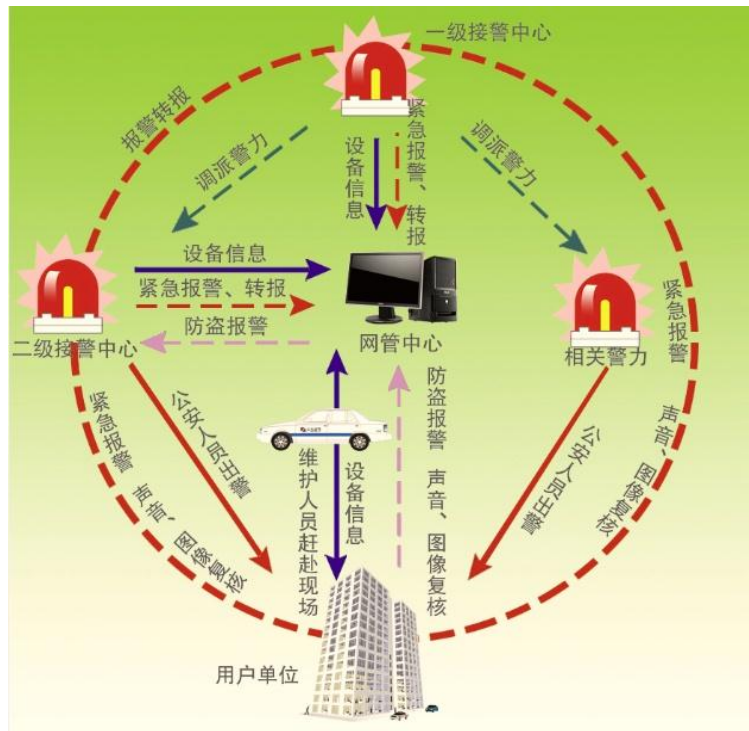 一级接警中心
报警转报
调派警力
设备信息
紧急报警、转报
调派警力
设备信息
紧急报警、转报
防盗报警
网管中心
二级接警中心
相关警力
紧急报警
声音、图像复核
公安人员出警
紧急报警
声音、图像复核
维护人员赶赴现场
设备信息
防盗报警
声音、图像复核
公安人员出警
用户单位